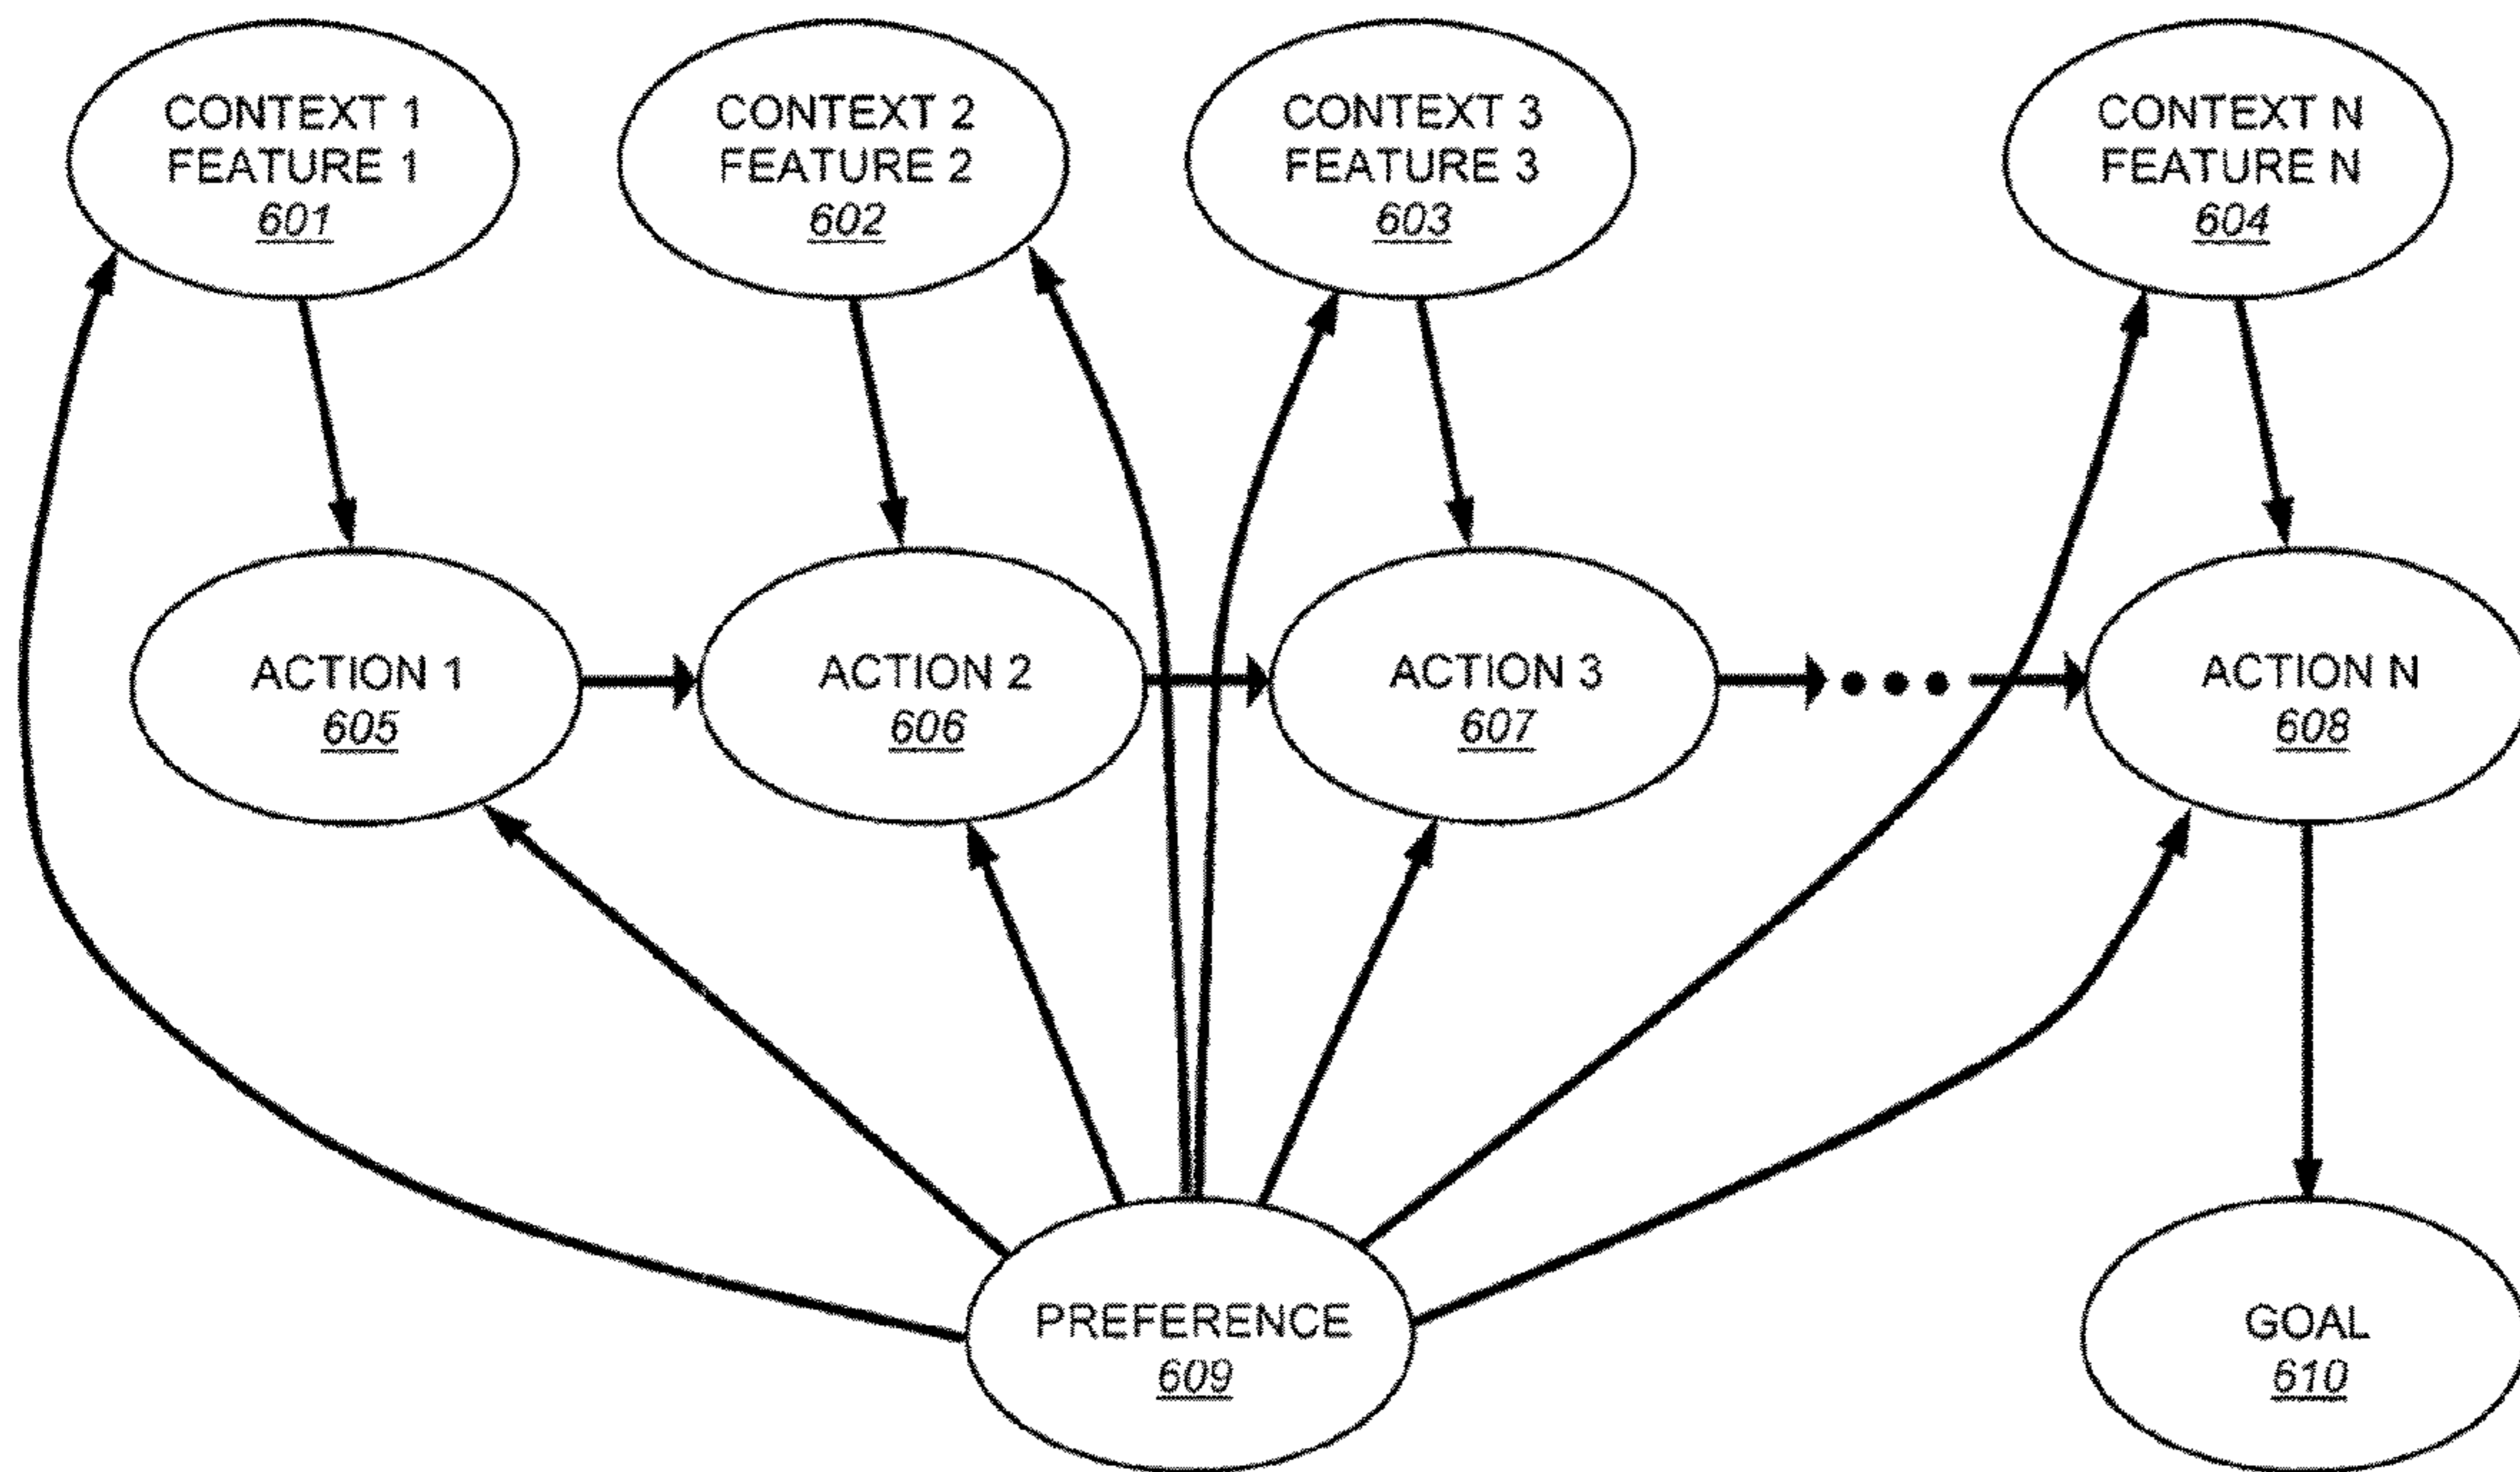 CONTEXT 1
FEATURE 1
601
CONTEXT 2
FEATURE 2
602
CONTEXT 3
FEATURE 3
603
CONTEXT N
FEATURE N
604
ACTION 1
605
ACTION 2
606
ACTION 3
607
ACTION N
608
PREFERENCE
609
GOAL
610